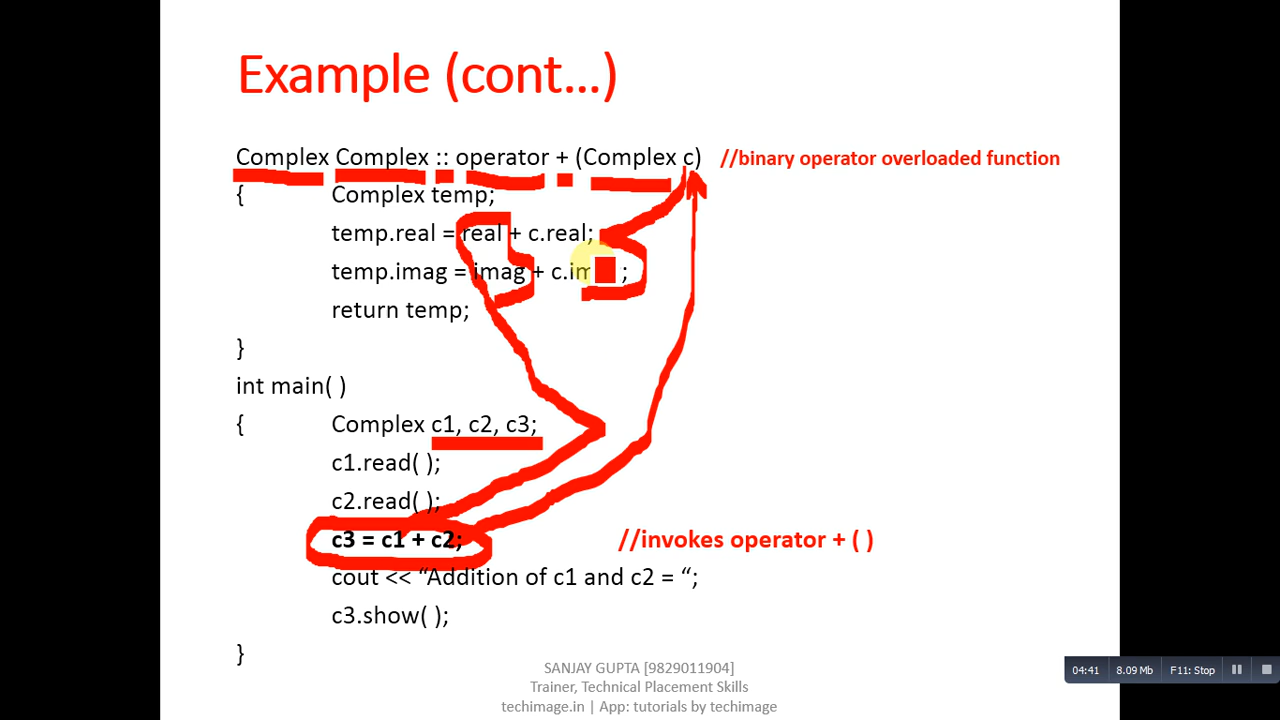 Example (cont...)
Complex Complex :: operator + (Complex c) //binary operator overloaded function
{ Complex temp;
temp.real = real + c.real;
temp.imag = imag + c.im ;
return temp;
}
int main( )
{ Complex c1, c2, c3;
c1.read( );
c2.read( );
c3 = c1 + c2; //invokes operator + ( )
cout << “Addition of c1 and c2 = “;
c3.show( );
}
SANJAY GUPTA [9829011904]
Trainer, Technical Placement Skills
techimage.in | App: tutorials by techimage
04:41 8.09 Mb F11: Stop